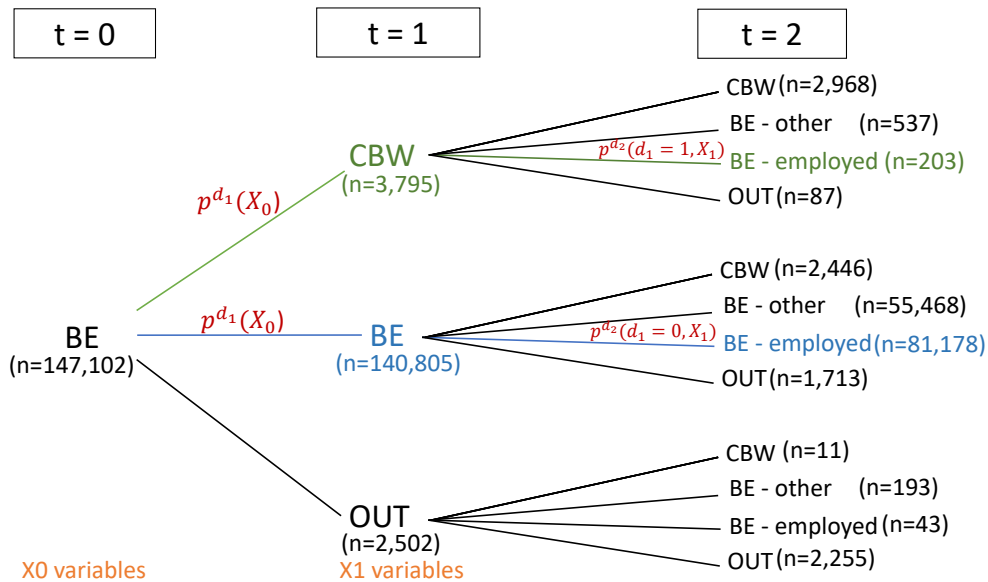 t = 0
t = 1
t = 2
CBW (n=2,968)
BE - other (n=537)
p^{d_2}(d_1 = 1, X_1)
BE - employed (n=203)
OUT (n=87)
CBW
(n=3,795)
p^{d_1}(X_0)
CBW (n=2,446)
BE - other (n=55,468)
p^{d_2}(d_1 = 0, X_1)
BE - employed (n=81,178)
OUT (n=1,713)
p^{d_1}(X_0)
BE
(n=147,102)
BE
(n=140,805)
CBW (n=11)
BE - other (n=193)
BE - employed (n=43)
OUT (n=2,255)
OUT
(n=2,502)
X0 variables
X1 variables